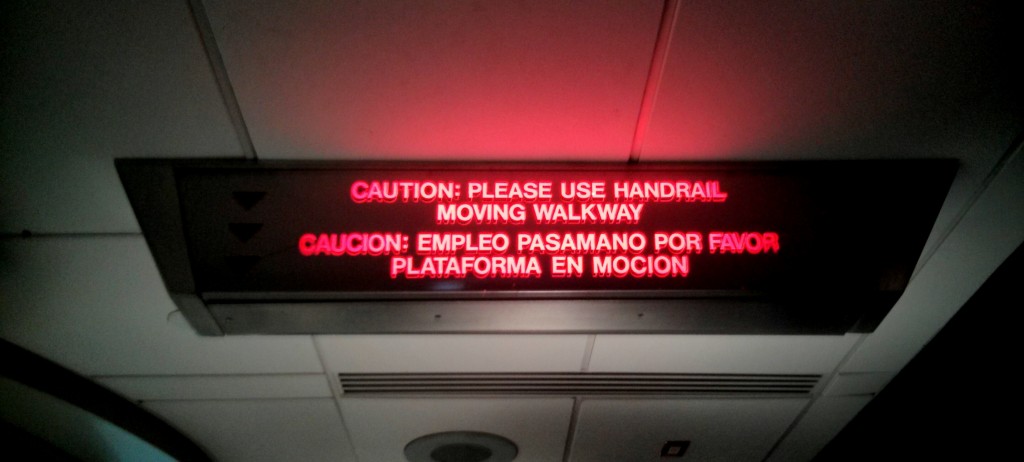 CAUTION: PLEASE USE HANDRAIL
MOVING WALKWAY
CAUCION: EMPLEO PASAMANO POR FAVOR
PLATAFORMA EN MOCION